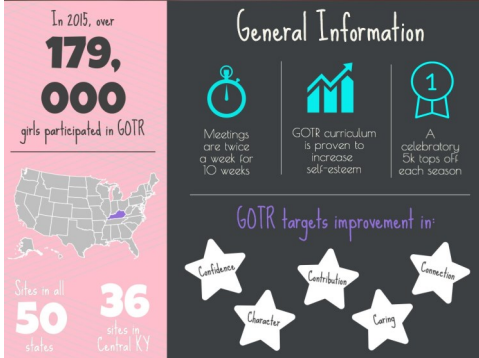 In 2015, over
179,
000
girls participated in GOTR
Sites in all
50
states
36
sites in
Central KY
General Information
Meetings
are twice
a week for
10 weeks
GOTR curriculum
is proven to
increase
self-esteem
1
A
celebratory
5k tops off
each season
GOTR targets improvement in:
Confidence
Character
Contribution
Caring
Connection